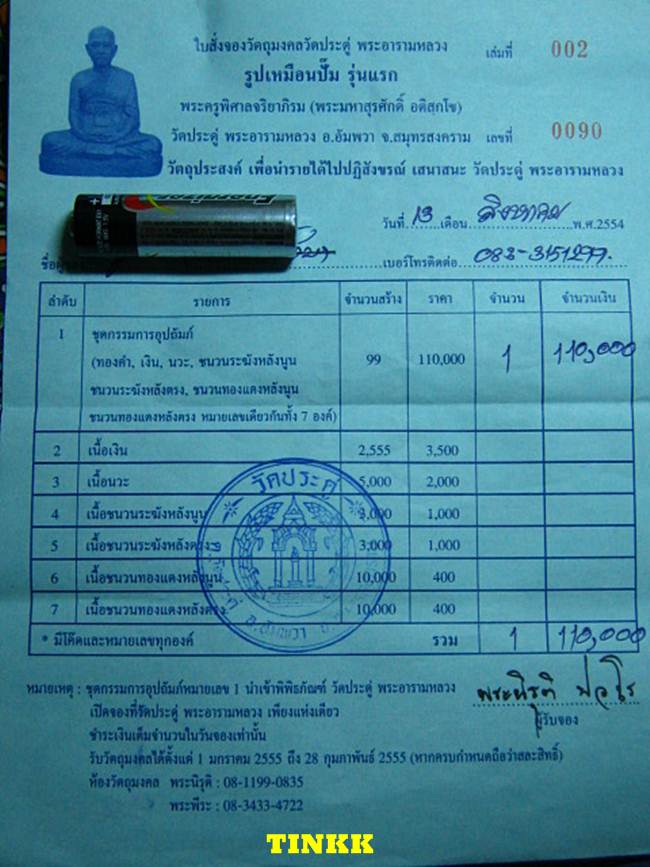 ใบสั่งจองวัตถุมงคลวัดประดู่ พระอารามหลวง เล่มที่ 002
รูปเหมือนปั๊ม รุ่นแรก
พระครูพิศาลจริยาภิรม (พระมหาสุรศักดิ์ อติสุกโข)
วัดประดู่ พระอารามหลวง อ.อัมพวา จ.สมุทรสงคราม เลขที่ 0090
วัตถุประสงค์ เพื่อนำรายได้ไปปฏิสังขรณ์ เสนาสนะ วัดประดู่ พระอารามหลวง
Energizer
วันที่ 13 เดือน สิงหาคม พ.ศ.2554
เบอร์โทรติดต่อ 083-3151277
ลำดับ รายการ จำนวนสร้าง ราคา จำนวน จำนวนเงิน
1 ชุดกรรมการอุปถัมภ์
(ทองคำ, เงิน, นวะ, ชนวนระฆังหลังนูน 99 110,000 1 110,000
ชนวนระฆังหลังตรง, ชนวนทองแดงหลังนูน
ชนวนทองแดงหลังตรง หมายเลขเดียวกันทั้ง 7 องค์)
2 เนื้อเงิน 2,555 3,500
3 เนื้อนวะ 5,000 2,000
4 เนื้อชนวนระฆังหลังนูน 3,000 1,000
5 เนื้อชนวนระฆังหลังตรง 3,000 1,000
6 เนื้อชนวนทองแดงหลังนูน 10,000 400
7 เนื้อชนวนทองแดงหลังตรง 10,000 400
* มีโค๊ดและหมายเลขทุกองค์ รวม 1 110,000
วัดประดู่
อ.อัมพวา
หมายเหตุ : ชุดกรรมการอุปถัมภ์หมายเลข 1 นำเข้าพิพิธภัณฑ์ วัดประดู่ พระอารามหลวง
พระนิรุติ
เปิดจองที่วัดประดู่ พระอารามหลวง เพียงแห่งเดียว
ผู้รับจอง
ชำระเงินเต็มจำนวนในวันจองเท่านั้น
รับวัตถุมงคลได้ตั้งแต่ 1 มกราคม 2555 ถึง 28 กุมภาพันธ์ 2555 (หากครบกำหนดถือว่าสละสิทธิ์)
ห้องวัตถุมงคล พระนิรุติ : 08-1199-0835
พระพีระ : 08-3433-4722
TINKK